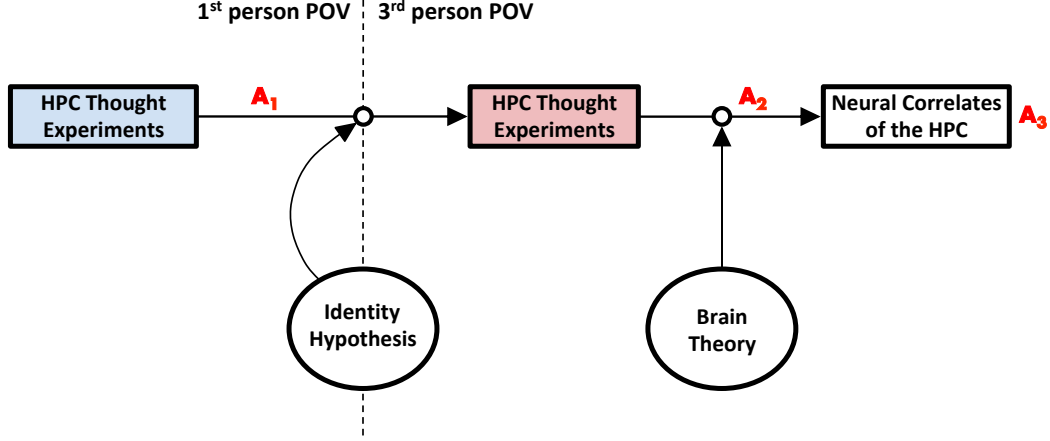 1st person POV
3rd person POV
HPC Thought
Experiments
A1
HPC Thought
Experiments
A2
Neural Correlates
of the HPC
A3
Identity
Hypothesis
Brain
Theory